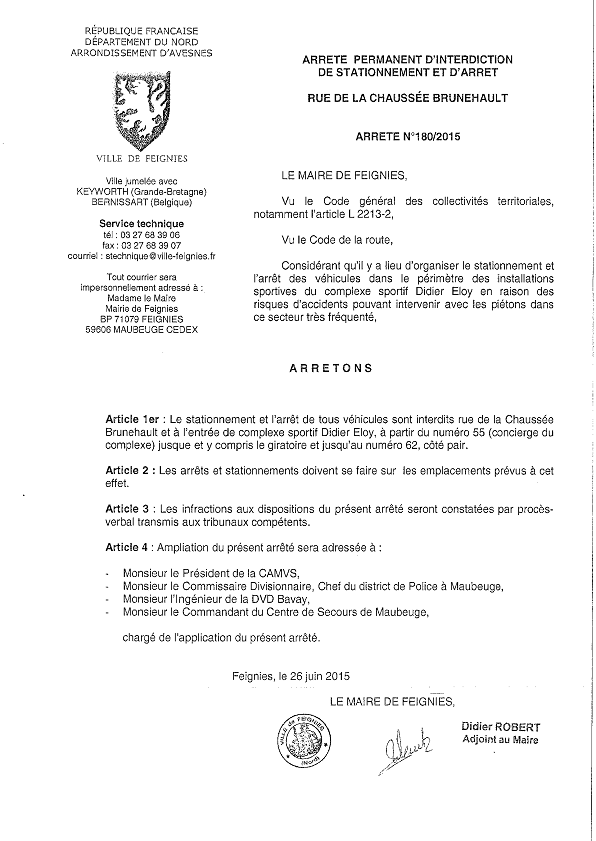 RÉPUBLIQUE FRANCAISE
DÉPARTEMENT DU NORD
ARRONDISSEMENT D'AVESNES
VILLE DE FEIGNIES
Ville jumelée avec
KEYWORTH (Grande-Bretagne)
BERNISSART (Belgique)
Service technique
tél : 03 27 68 39 06
fax : 03 27 68 39 07
courriel : stechnique@ville-feignies.fr
Tout courrier sera
impersonnellement adressé à :
Madame le Maire
Mairie de Feignies
BP 71079 FEIGNIES
59606 MAUBEUGE CEDEX
ARRETE PERMANENT D'INTERDICTION
DE STATIONNEMENT ET D'ARRET
RUE DE LA CHAUSSÉE BRUNEHAULT
ARRETE N°180/2015
LE MAIRE DE FEIGNIES,
Vu le Code général des collectivités territoriales,
notamment l'article L 2213-2,
Vu le Code de la route,
Considérant qu'il y a lieu d'organiser le stationnement et
l'arrêt des véhicules dans le périmètre des installations
sportives du complexe sportif Didier Eloy en raison des
risques d'accidents pouvant intervenir avec les piétons dans
ce secteur très fréquenté,
ARRETONS
Article 1er : Le stationnement et l'arrêt de tous véhicules sont interdits rue de la Chaussée
Brunehault et à l'entrée de complexe sportif Didier Eloy, à partir du numéro 55 (concierge du
complexe) jusque et y compris le giratoire et jusqu'au numéro 62, côté pair.
Article 2 : Les arrêts et stationnements doivent se faire sur les emplacements prévus à cet
effet.
Article 3 : Les infractions aux dispositions du présent arrêté seront constatées par procès-
verbal transmis aux tribunaux compétents.
Article 4 : Ampliation du présent arrêté sera adressée à :
- Monsieur le Président de la CAMVS,
- Monsieur le Commissaire Divisionnaire, Chef du district de Police à Maubeuge,
- Monsieur l'Ingénieur de la DVD Bavay,
- Monsieur le Commandant du Centre de Secours de Maubeuge,
chargé de l'application du présent arrêté.
Feignies, le 26 juin 2015
LE MAIRE DE FEIGNIES,
VILLE de FEIGNIES
(Nord)
Didier ROBERT
Adjoint au Maire